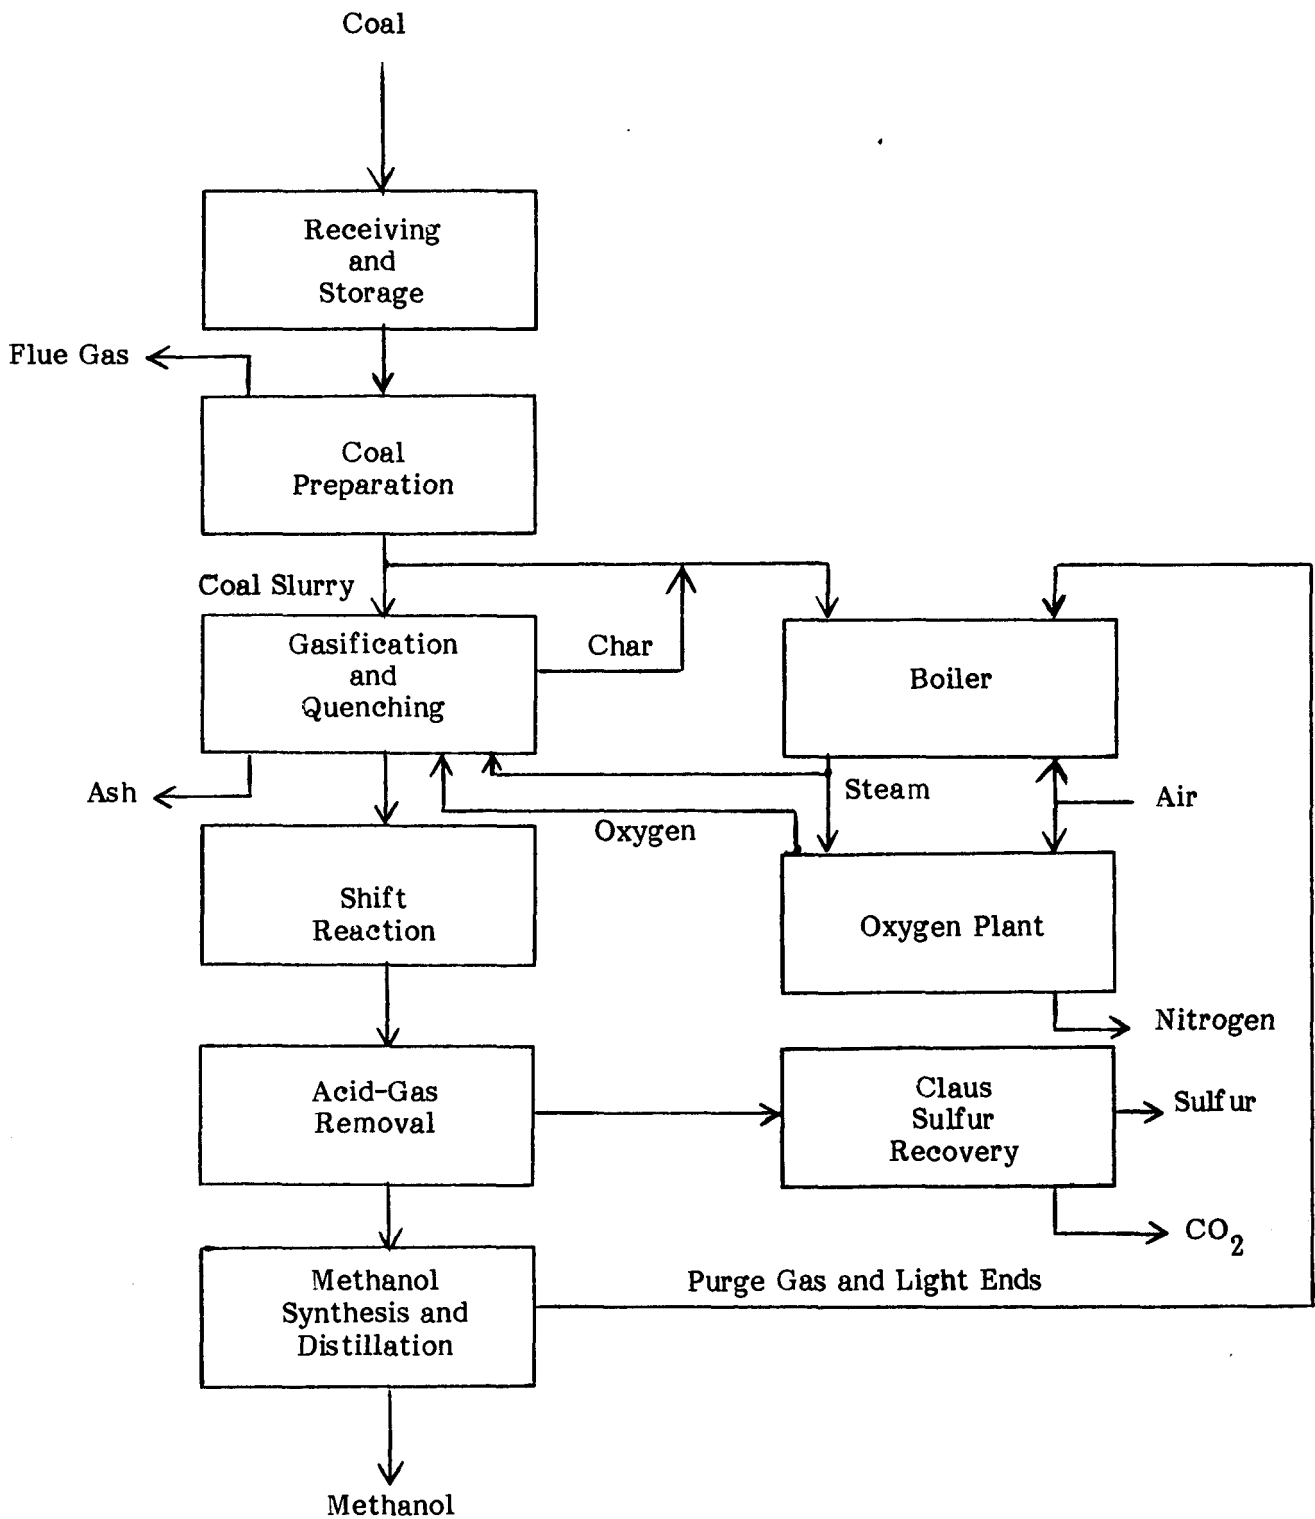 Coal
Receiving
and
Storage
Flue Gas
Coal
Preparation
Coal Slurry
Gasification
and
Quenching
Char
Boiler
Ash
Steam
Air
Oxygen
Shift
Reaction
Oxygen Plant
Nitrogen
Acid-Gas
Removal
Claus
Sulfur
Recovery
Sulfur
CO2
Methanol
Synthesis and
Distillation
Purge Gas and Light Ends
Methanol